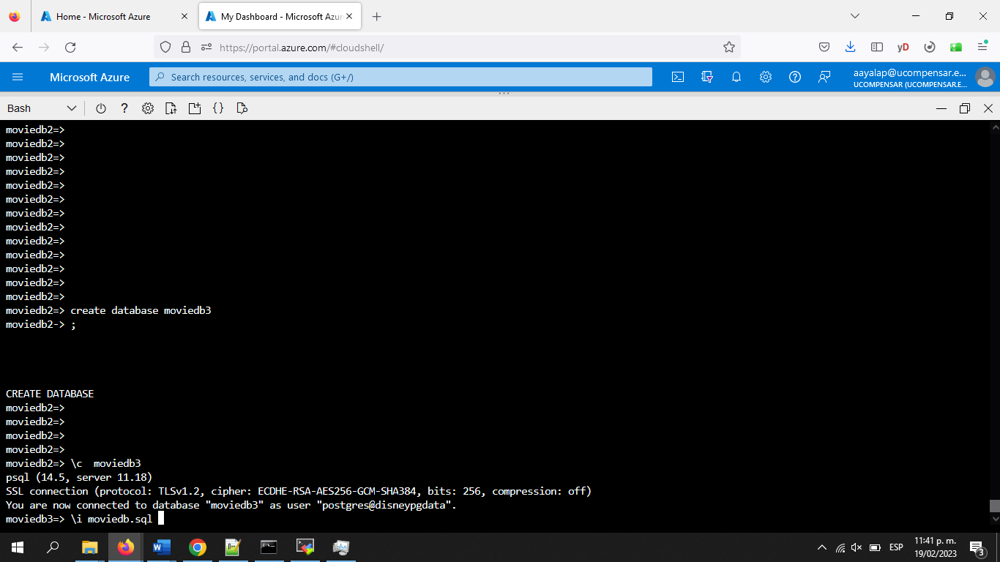 Home - Microsoft Azure
My Dashboard - Microsoft Azur
https://portal.azure.com/#cloudshell/
yD
Microsoft Azure
Search resources, services, and docs (G+/)
aayalap@ucompensar.e...
UCOMPENSAR (UCOMPENSAR.E...
Bash
?
{}
moviedb2=>
moviedb2=>
moviedb2=>
moviedb2=>
moviedb2=>
moviedb2=>
moviedb2=>
moviedb2=>
moviedb2=>
moviedb2=>
moviedb2=>
moviedb2=>
moviedb2=>
moviedb2=> create database moviedb3
moviedb2-> ;
CREATE DATABASE
moviedb2=>
moviedb2=>
moviedb2=>
moviedb2=>
moviedb2=> \c  moviedb3
psql (14.5, server 11.18)
SSL connection (protocol: TLSv1.2, cipher: ECDHE-RSA-AES256-GCM-SHA384, bits: 256, compression: off)
You are now connected to database "moviedb3" as user "postgres@disneypgdata".
moviedb3=> \i moviedb.sql
ESP
11:41 p. m.
19/02/2023
3